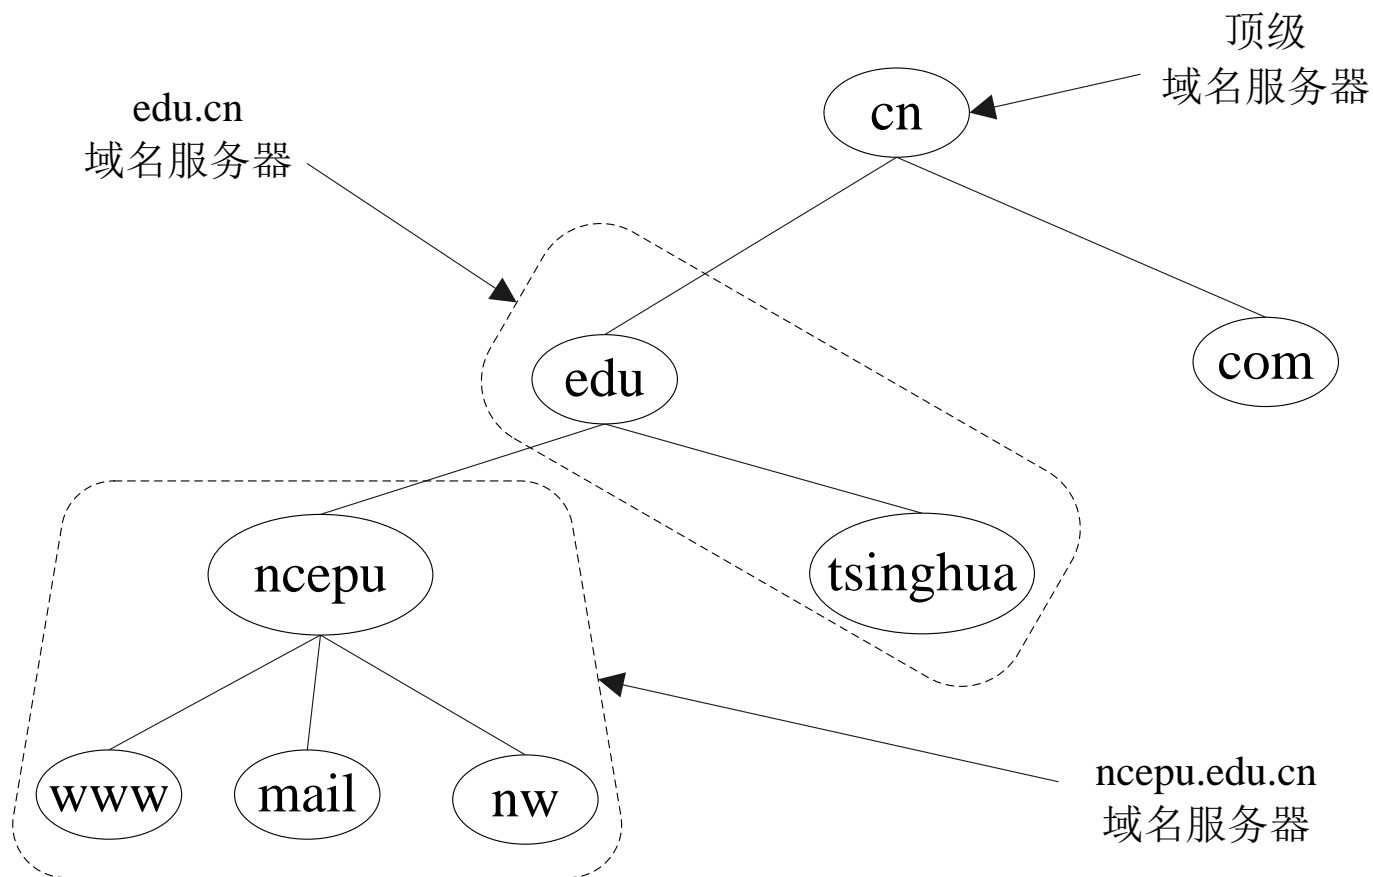 顶级
域名服务器
cn
edu.cn
域名服务器
edu
com
ncepu
tsinghua
www
mail
nw
ncepu.edu.cn
域名服务器